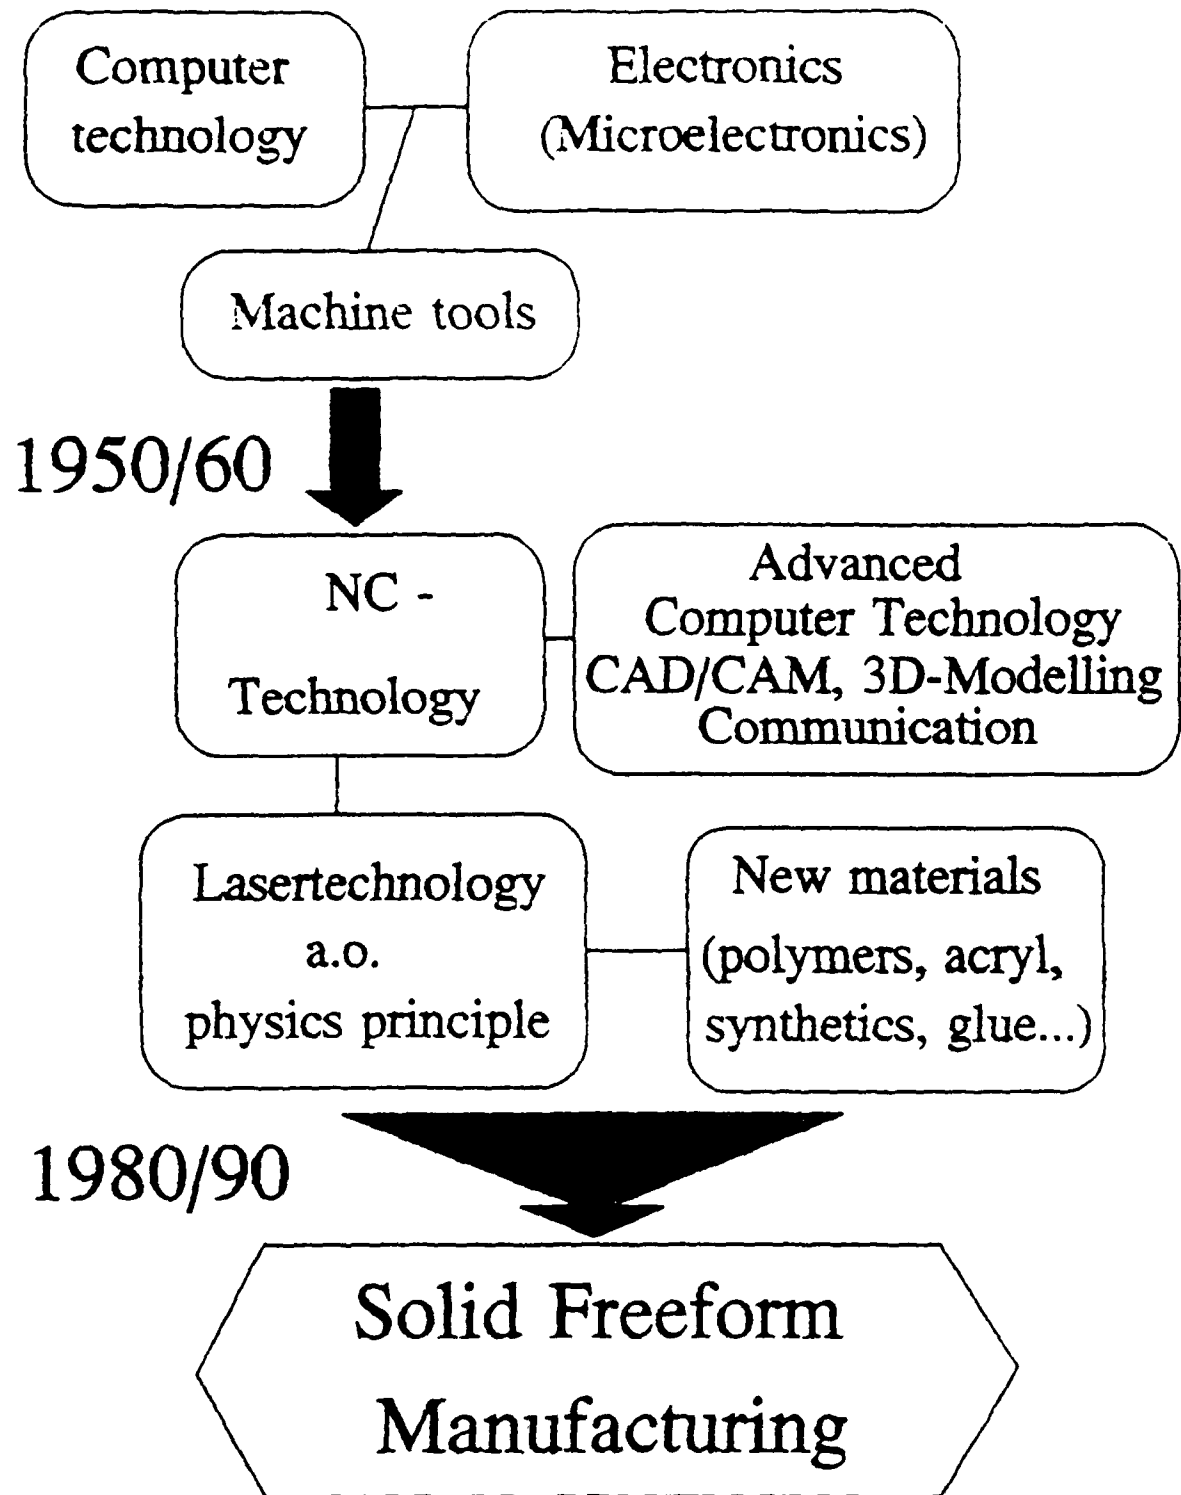 Computer
technology
Electronics
(Microelectronics)
Machine tools
1950/60
NC -
Technology
Advanced
Computer Technology
CAD/CAM, 3D-Modelling
Communication
Lasertechnology
a.o.
physics principle
New materials
(polymers, acryl,
synthetics, glue...)
1980/90
Solid Freeform
Manufacturing